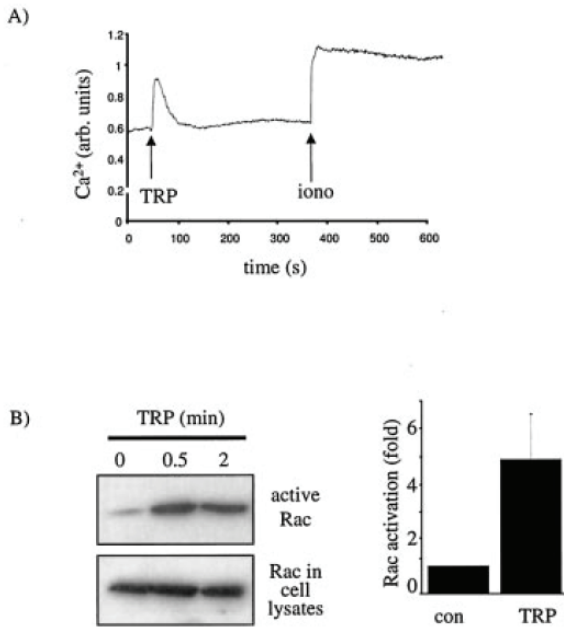 A)
Ca²⁺ (arb. units)
1.2
1
0.8
0.6
0.4
0.2
0
TRP
iono
0 100 200 300 400 500 600
time (s)
B)
TRP (min)
0 0.5 2
active
Rac
Rac in
cell
lysates
Rac activation (fold)
6
4
2
0
con TRP